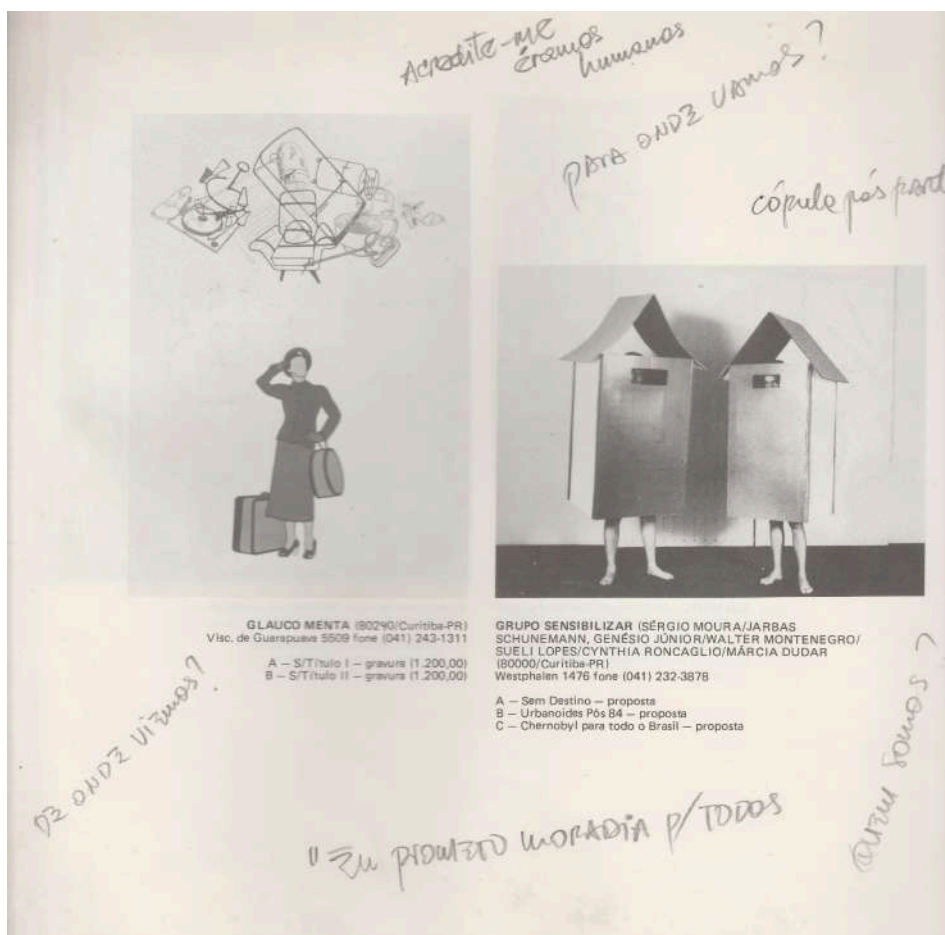 Acredite-me
éramos
humanos
PARA ONDE VAMOS?
cópula pós part
GLAUCO MENTA (80240/Curitiba-PR)
Visc. de Guarapuava 5509 fone (041) 243-1311
A — S/Título I — gravura (1.200,00)
B — S/Título II — gravura (1.200,00)
GRUPO SENSIBILIZAR (SÉRGIO MOURA/JARBAS
SCHUNEMANN, GENÉSIO JÚNIOR/WALTER MONTENEGRO/
SUELI LOPES/CYNTHIA RONCAGLIO/MÁRCIA DUDAR
(80000/Curitiba-PR)
Westphalen 1476 fone (041) 232-3878
A — Sem Destino — proposta
B — Urbanoides Pós 84 — proposta
C — Chernobyl para todo o Brasil — proposta
DE ONDE VIEMOS?
QUEM SOMOS?
"EU PROMETO MORADIA P/ TODOS